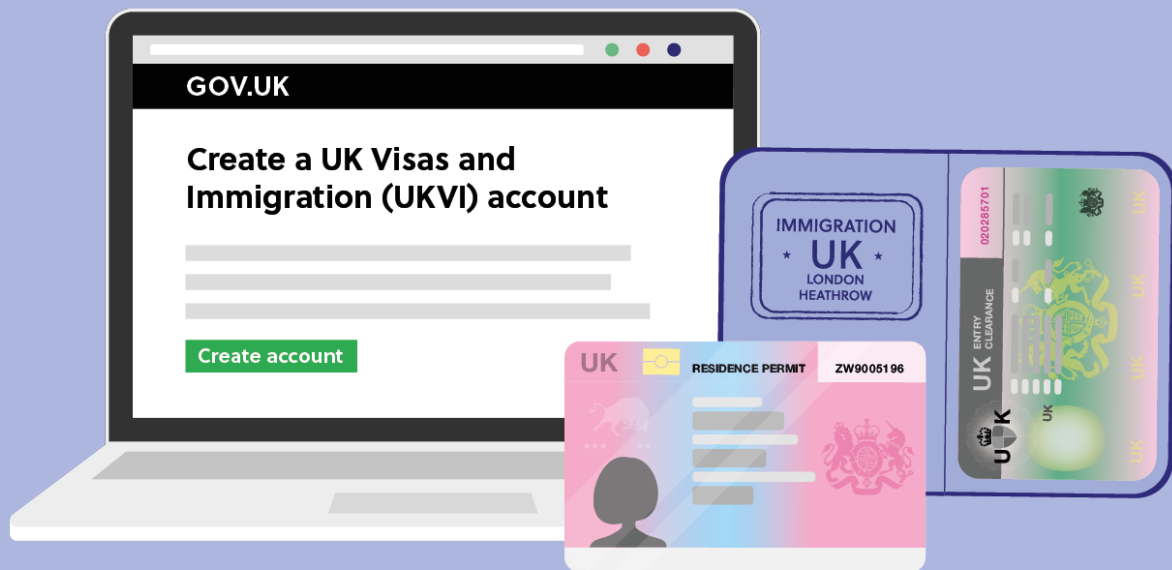 GOV.UK
Create a UK Visas and
Immigration (UKVI) account
Create account
IMMIGRATION
UK
LONDON
HEATHROW
UK
RESIDENCE PERMIT
ZW9005196
020285701
UK ENTRY
CLEARANCE
U K
UK
UK
UK
UK
UK